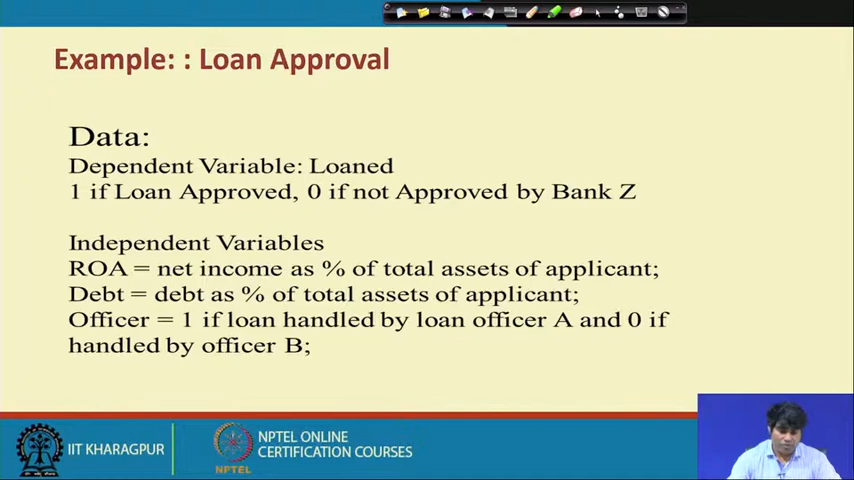 Example: : Loan Approval
Data:
Dependent Variable: Loaned
1 if Loan Approved, 0 if not Approved by Bank Z
Independent Variables
ROA = net income as % of total assets of applicant;
Debt = debt as % of total assets of applicant;
Officer = 1 if loan handled by loan officer A and 0 if
handled by officer B;
IIT KHARAGPUR
NPTEL
NPTEL ONLINE
CERTIFICATION COURSES